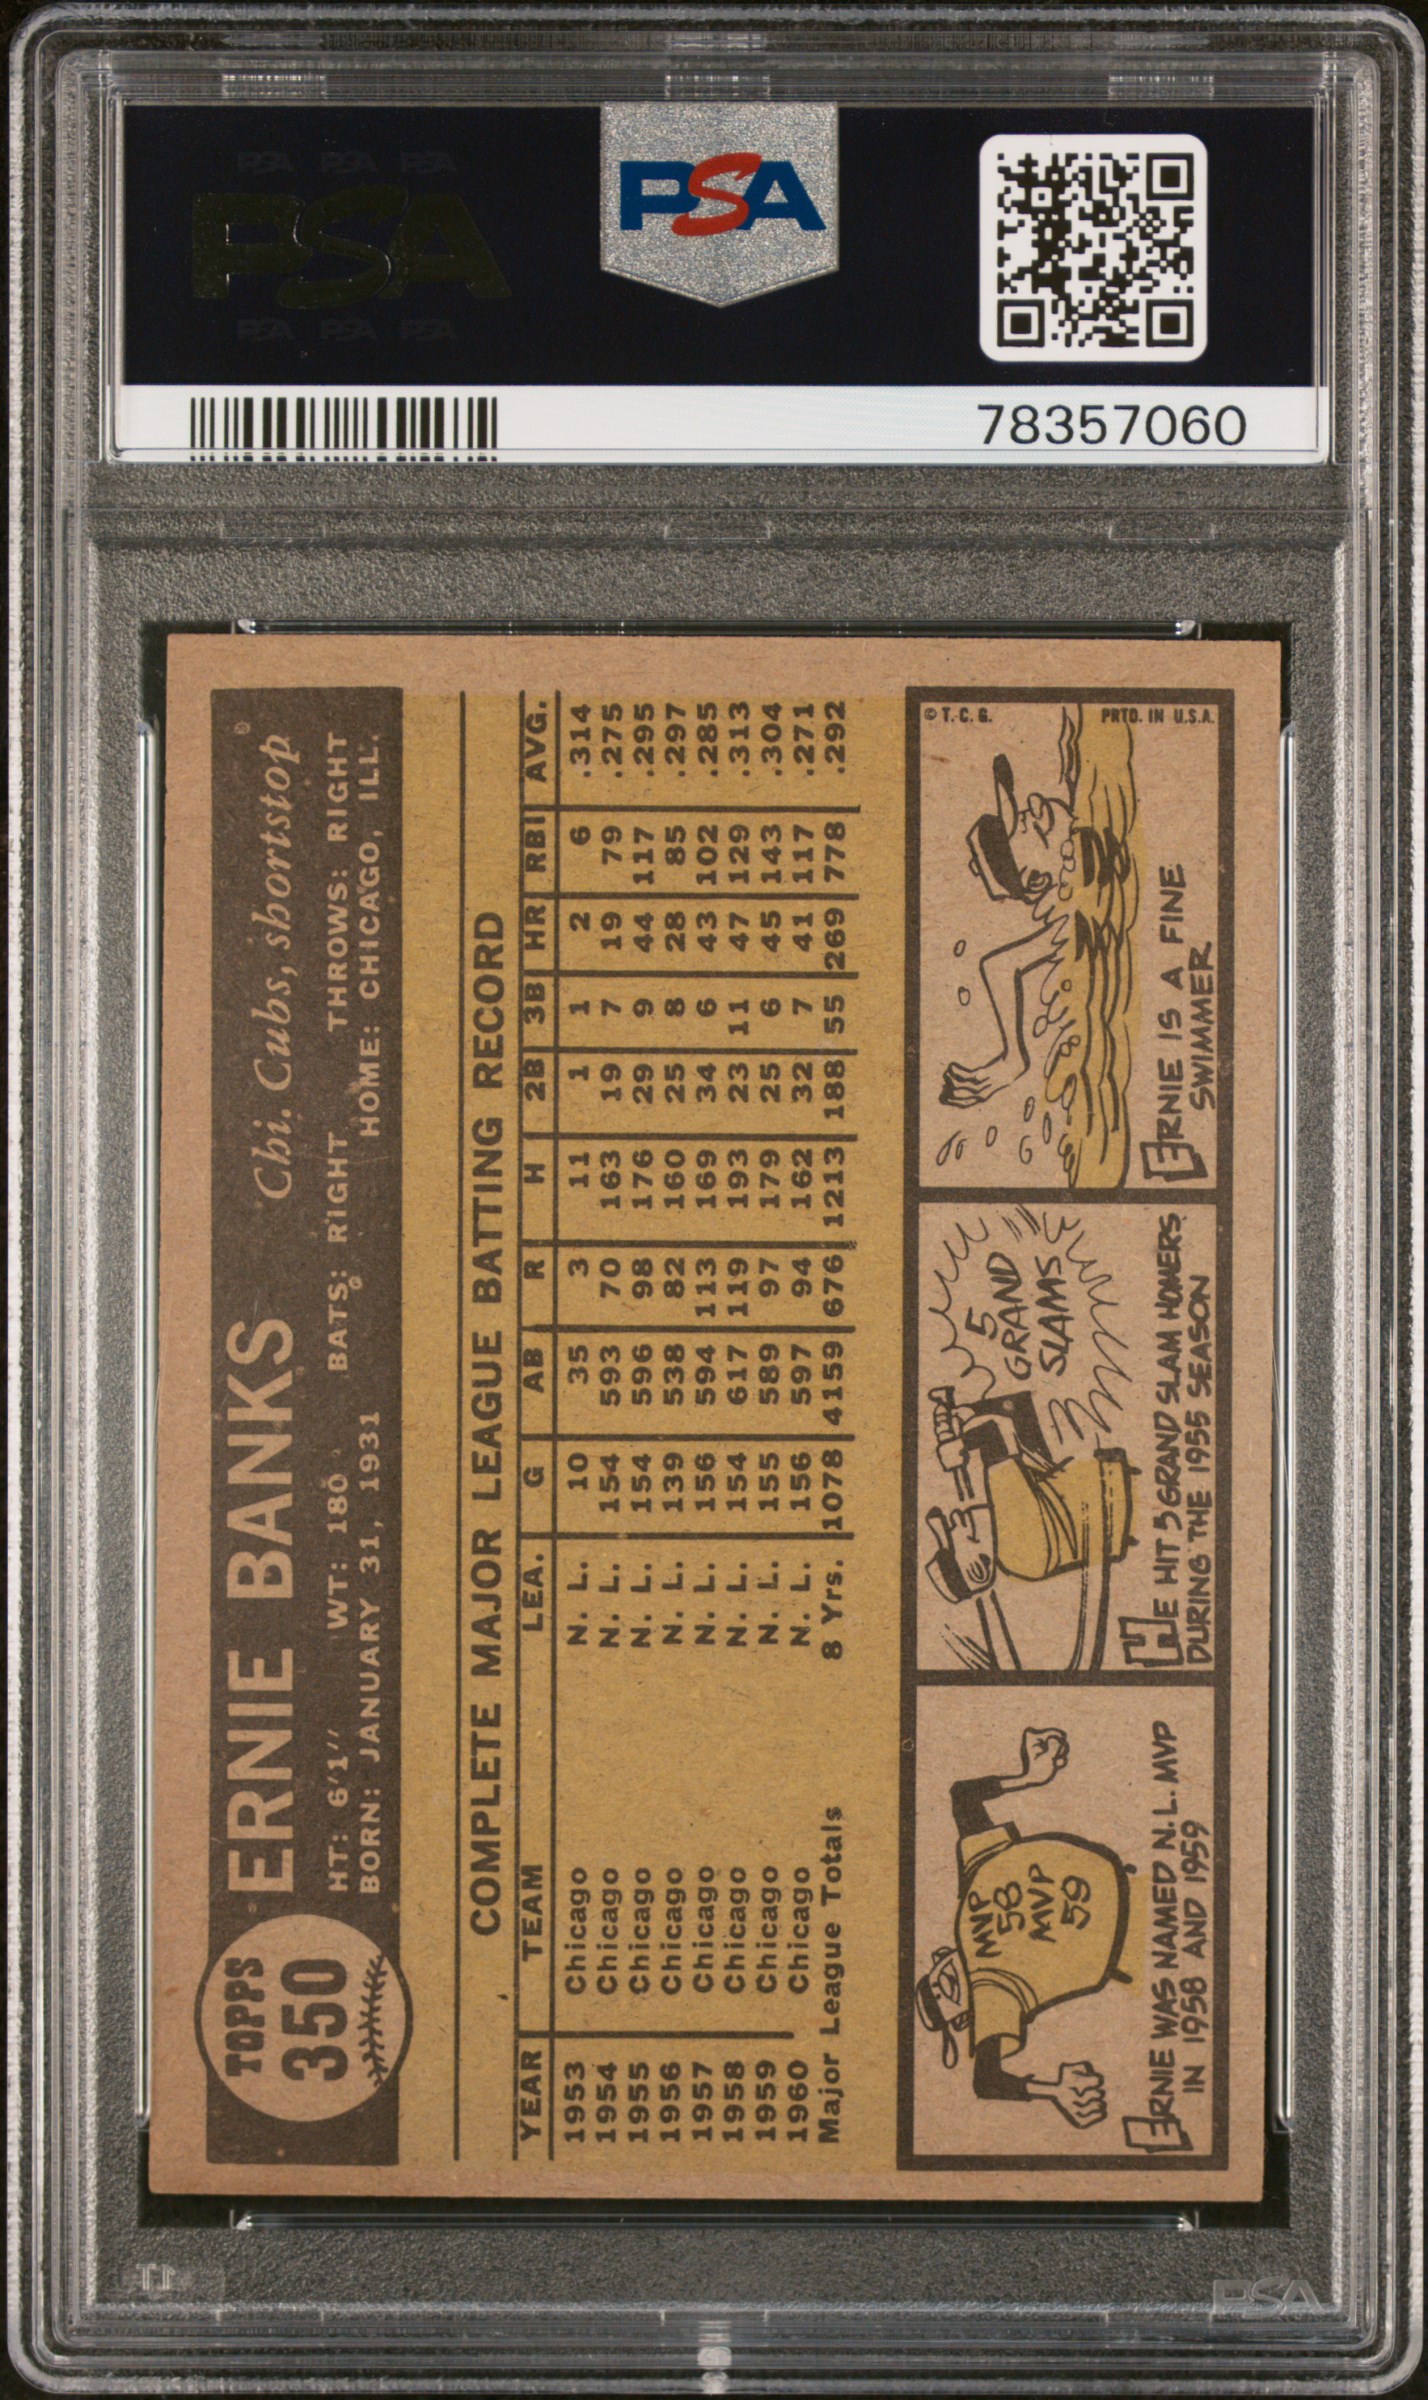 PSA PSA PSA
PSA
PSA PSA PSA
PSA
78357060
TOPPS
350
ERNIE BANKS Chi. Cubs, shortstop
HT: 6'1" WT: 180 BATS: RIGHT THROWS: RIGHT
BORN: JANUARY 31, 1931 HOME: CHICAGO, ILL.
COMPLETE MAJOR LEAGUE BATTING RECORD
YEAR TEAM LEA. G AB R H 2B 3B HR RBI AVG.
1953 Chicago N. L. 10 35 3 11 1 1 2 6 .314
1954 Chicago N. L. 154 593 70 163 19 7 19 79 .275
1955 Chicago N. L. 154 596 98 176 29 9 44 117 .295
1956 Chicago N. L. 139 538 82 160 25 8 28 85 .297
1957 Chicago N. L. 156 594 113 169 34 6 43 102 .285
1958 Chicago N. L. 154 617 119 193 23 11 47 129 .313
1959 Chicago N. L. 155 589 97 179 25 6 45 143 .304
1960 Chicago N. L. 156 597 94 162 32 7 41 117 .271
Major League Totals 8 Yrs. 1078 4159 676 1213 188 55 269 778 .292
MVP
58
MVP
59
ERNIE WAS NAMED N.L. MVP
IN 1958 AND 1959
5
GRAND
SLAMS
HE HIT 5 GRAND SLAM HOMERS
DURING THE 1955 SEASON
© T. C. G.
PRTD. IN U.S.A.
ERNIE IS A FINE
SWIMMER
PSA